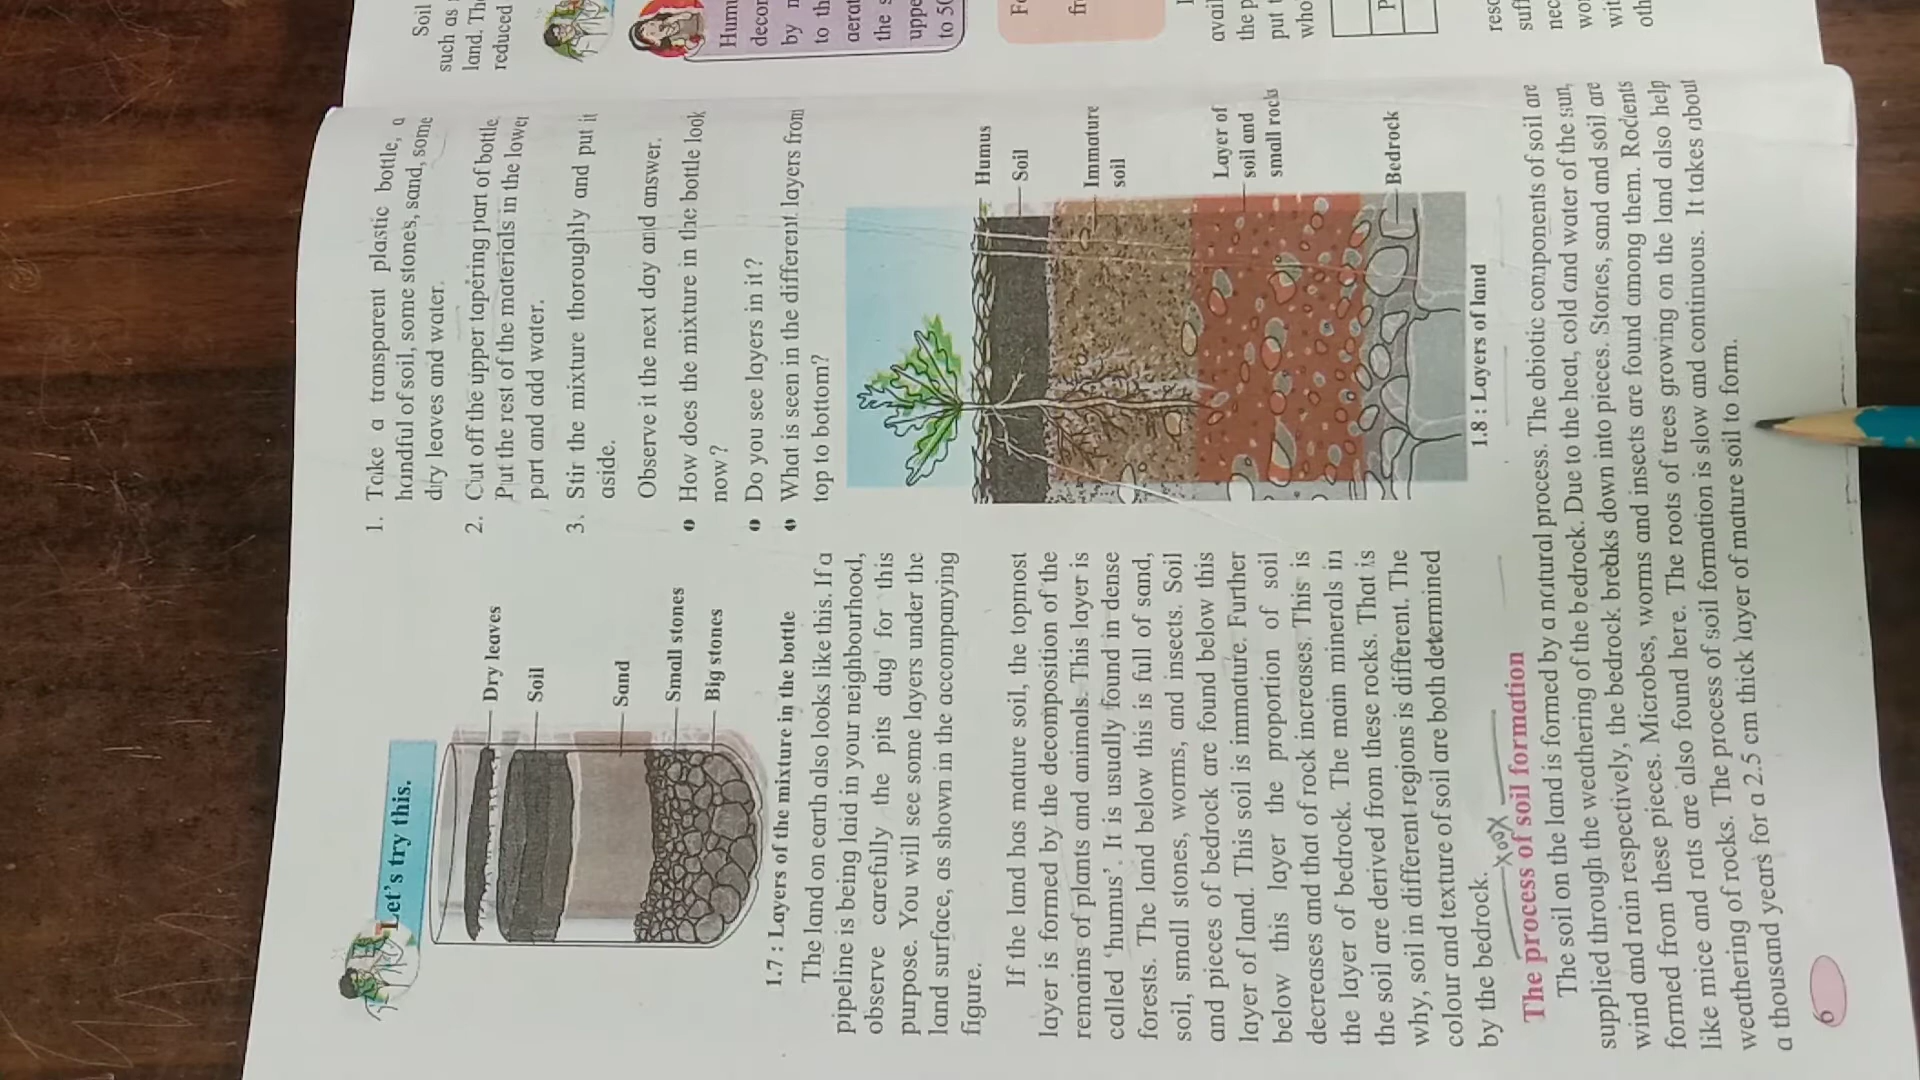 Let's try this.
Dry leaves
Soil
Sand
Small stones
Big stones
1.7 : Layers of the mixture in the bottle
1. Take a transparent plastic bottle, a
handful of soil, some stones, sand, some
dry leaves and water.
2. Cut off the upper tapering part of bottle.
Put the rest of the materials in the lower
part and add water.
3. Stir the mixture thoroughly and put it
aside.
Observe it the next day and answer.
How does the mixture in the bottle look
now?
Do you see layers in it?
What is seen in the different layers from
top to bottom?
The land on earth also looks like this. If a
pipeline is being laid in your neighbourhood,
observe carefully the pits dug for this
purpose. You will see some layers under the
land surface, as shown in the accompanying
figure.
If the land has mature soil, the topmost
layer is formed by the decomposition of the
remains of plants and animals. This layer is
called 'humus'. It is usually found in dense
forests. The land below this is full of sand,
soil, small stones, worms, and insects. Soil
and pieces of bedrock are found below this
layer of land. This soil is immature. Further
below this layer the proportion of soil
decreases and that of rock increases. This is
the layer of bedrock. The main minerals in
the soil are derived from these rocks. That is
why, soil in different regions is different. The
colour and texture of soil are both determined
by the bedrock.
Humus
Soil
Immature
soil
Layer of
soil and
small rocks
Bedrock
1.8 : Layers of land
The process of soil formation
The soil on the land is formed by a natural process. The abiotic components of soil are
supplied through the weathering of the bedrock. Due to the heat, cold and water of the sun,
wind and rain respectively, the bedrock breaks down into pieces. Stones, sand and soil are
formed from these pieces. Microbes, worms and insects are found among them. Rodents
like mice and rats are also found here. The roots of trees growing on the land also help
weathering of rocks. The process of soil formation is slow and continuous. It takes about
a thousand years for a 2.5 cm thick layer of mature soil to form.
6
Soil
such as
land. The
reduced
by
to th
the s
uppe
to 50
avail
the p
put t
who